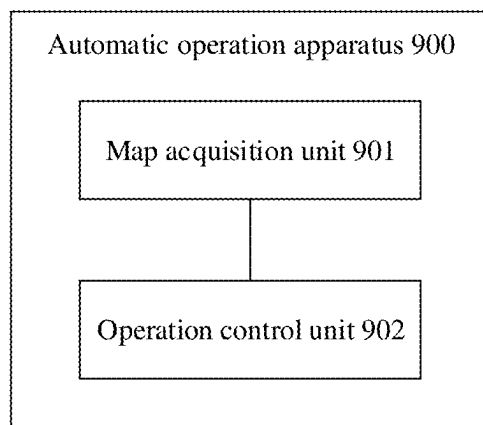 Automatic operation apparatus 900
Map acquisition unit 901
Operation control unit 902